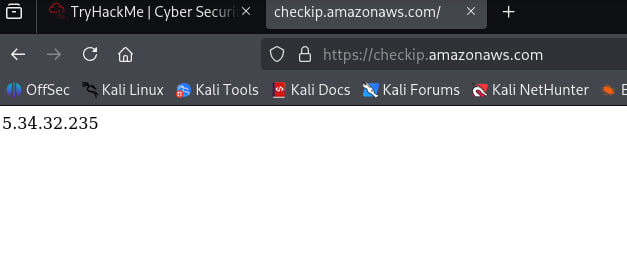 TryHackMe | Cyber Securi
checkip.amazonaws.com/
https://checkip.amazonaws.com
OffSec Kali Linux Kali Tools Kali Docs Kali Forums Kali NetHunter E
5.34.32.235